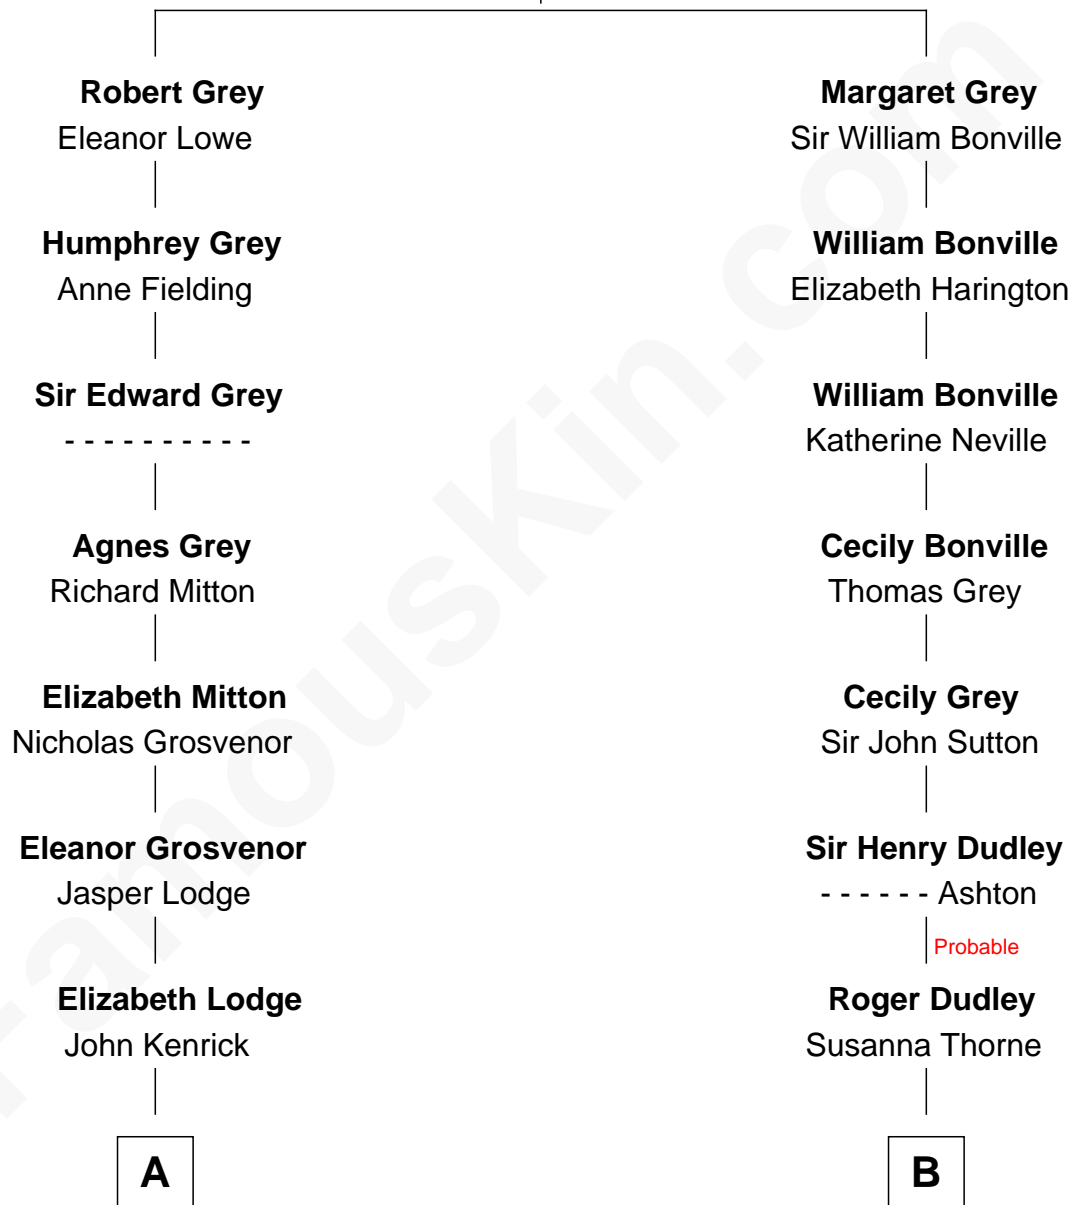 Robert Grey
Eleanor Lowe
Humphrey Grey
Anne Fielding
Sir Edward Grey
- - - - - - - - - -
Agnes Grey
Richard Mitton
Elizabeth Mitton
Nicholas Grosvenor
Eleanor Grosvenor
Jasper Lodge
Elizabeth Lodge
John Kenrick
A
Margaret Grey
Sir William Bonville
William Bonville
Elizabeth Harington
William Bonville
Katherine Neville
Cecily Bonville
Thomas Grey
Cecily Grey
Sir John Sutton
Sir Henry Dudley
- - - - - - Ashton
Probable
Roger Dudley
Susanna Thorne
B
FamousKin.com